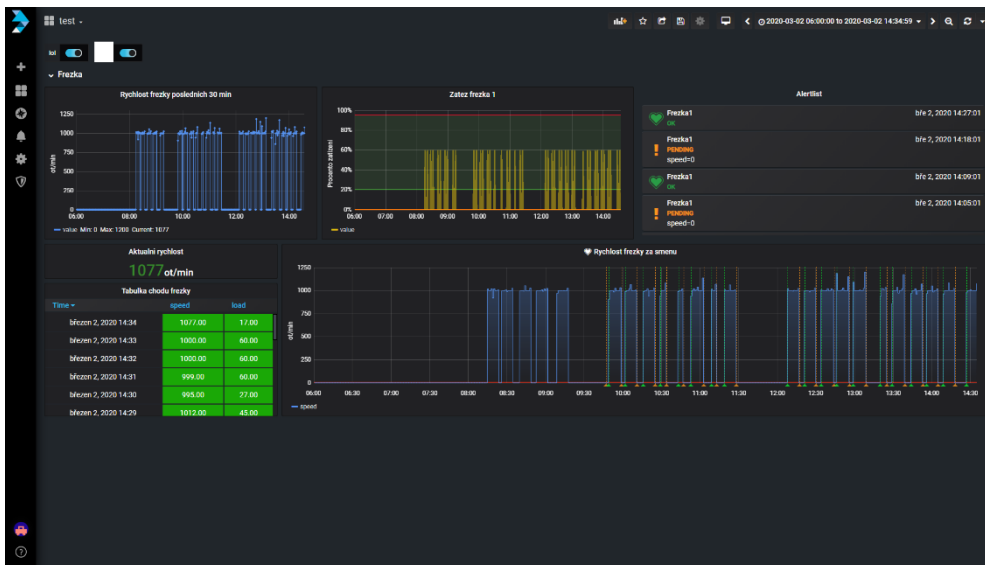 test
2020-03-02 06:00:00 to 2020-03-02 14:34:59
lol
Frezka
Rychlost frezky poslednich 30 min
ot/min
1250
1000
750
500
250
0
06:00 08:00 10:00 12:00 14:00
value Min: 0 Max: 1200 Current: 1077
Zatez frezka 1
Procento zatizeni
100%
80%
60%
40%
20%
0%
06:00 07:00 08:00 09:00 10:00 11:00 12:00 13:00 14:00
value
Alertlist
Frezka1 bře 2, 2020 14:27:01
OK
Frezka1 bře 2, 2020 14:18:01
PENDING
speed=0
Frezka1 bře 2, 2020 14:09:01
OK
Frezka1 bře 2, 2020 14:05:01
PENDING
speed=0
Aktualni rychlost
1077 ot/min
Tabulka chodu frezky
Time speed load
březen 2, 2020 14:34 1077.00 17.00
březen 2, 2020 14:33 1000.00 60.00
březen 2, 2020 14:32 1000.00 60.00
březen 2, 2020 14:31 999.00 60.00
březen 2, 2020 14:30 995.00 27.00
březen 2, 2020 14:29 1012.00 45.00
Rychlost frezky za smenu
ot/min
1250
1000
750
500
250
0
06:00 06:30 07:00 07:30 08:00 08:30 09:00 09:30 10:00 10:30 11:00 11:30 12:00 12:30 13:00 13:30 14:00 14:30
speed